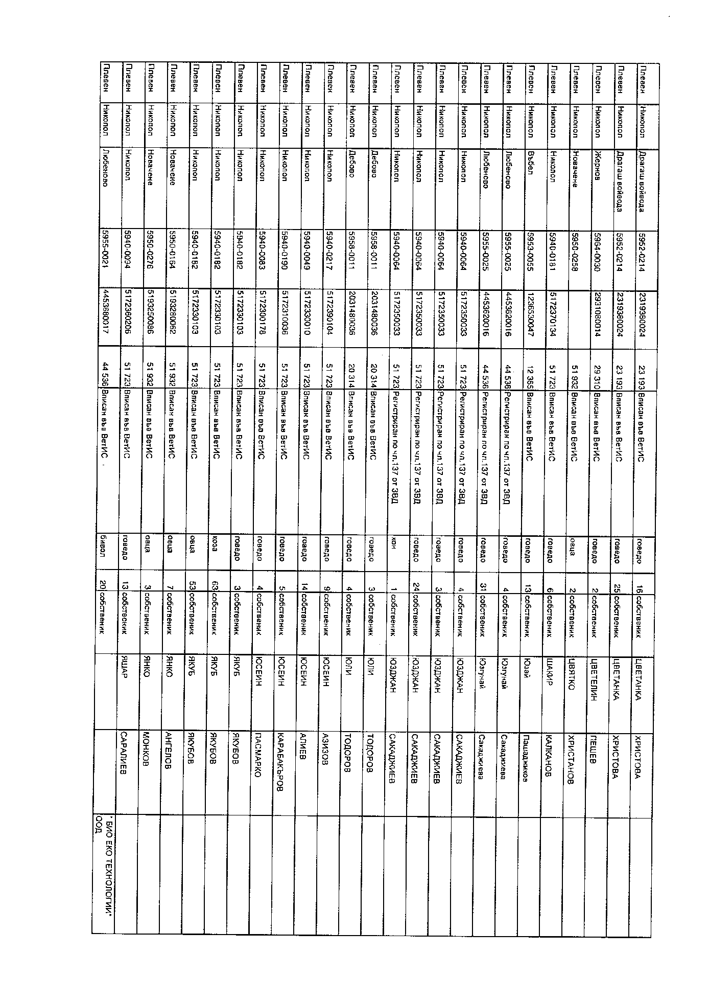 Плевен Никопол Драгаш войвода 5952-0214 2319380024 23 193 Вписан във ВетИС говедо 16 собственик ЦВЕТАНКА ХРИСТОВА
Плевен Никопол Драгаш войвода 5952-0214 2319380024 23 193 Вписан във ВетИС говедо 25 собственик ЦВЕТАНКА ХРИСТОВА
Плевен Никопол Жернов 5964-0030 2931080014 29 310 Вписан във ВетИС говедо 2 собственик ЦВЕТЕЛИН ПЕШЕВ
Плевен Никопол Новачене 5950-0258 51 932 Вписан във ВетИС овца 2 собственик ЦВЯТКО ХРИСТАНОВ
Плевен Никопол Никопол 5940-0181 5172370134 51 723 Вписан във ВетИС говедо 6 собственик ШАКИР КАЛКАНОВ
Плевен Никопол Въбел 5953-0055 1236530047 12 365 Вписан във ВетИС говедо 13 собственик Юзай Пашаджиков
Плевен Никопол Любеново 5955-0025 4453620016 44 536 Регистриран по чл.137 от ЗВД говедо 4 собственик Юзгунай Сакаджиева
Плевен Никопол Любеново 5955-0025 4453620016 44 536 Регистриран по чл.137 от ЗВД говедо 31 собственик Юзгунай Сакаджиева
Плевен Никопол Никопол 5940-0064 5172350033 51 723 Регистриран по чл.137 от ЗВД говедо 4 собственик ЮЗДЖАН САКАДЖИЕВ
Плевен Никопол Никопол 5940-0064 5172350033 51 723 Регистриран по чл.137 от ЗВД говедо 3 собственик ЮЗДЖАН САКАДЖИЕВ
Плевен Никопол Никопол 5940-0064 5172350033 51 723 Регистриран по чл.137 от ЗВД говедо 24 собственик ЮЗДЖАН САКАДЖИЕВ
Плевен Никопол Никопол 5940-0064 5172350033 51 723 Регистриран по чл.137 от ЗВД кон 1 собственик ЮЗДЖАН САКАДЖИЕВ
Плевен Никопол Дебово 5958-0011 2031480036 20 314 Вписан във ВетИС говедо 3 собственик ЮЛИ ТОДОРОВ
Плевен Никопол Дебово 5958-0011 2031480036 20 314 Вписан във ВетИС говедо 4 собственик ЮЛИ ТОДОРОВ
Плевен Никопол Никопол 5940-0217 5172390104 51 723 Вписан във ВетИС говедо 9 собственик ЮСЕИН АЗИЗОВ
Плевен Никопол Никопол 5940-0049 5172330010 51 723 Вписан във ВетИС говедо 14 собственик ЮСЕИН АЛИЕВ
Плевен Никопол Никопол 5940-0190 5172310036 51 723 Вписан във ВетИС говедо 5 собственик ЮСЕИН КАРАБАКЪРОВ
Плевен Никопол Никопол 5940-0083 5172300178 51 723 Вписан във ВетИС говедо 4 собственик ЮСЕИН ПАСМАРКО
Плевен Никопол Никопол 5940-0182 5172330103 51 723 Вписан във ВетИС говедо 3 собственик ЯКУБ ЯКУБОВ
Плевен Никопол Никопол 5940-0182 5172330103 51 723 Вписан във ВетИС коза 63 собственик ЯКУБ ЯКУБОВ
Плевен Никопол Никопол 5940-0182 5172330103 51 723 Вписан във ВетИС овца 53 собственик ЯКУБ ЯКУБОВ
Плевен Никопол Новачене 5950-0164 5193280062 51 932 Вписан във ВетИС овца 7 собственик ЯНКО АНГЕЛОВ
Плевен Никопол Новачене 5950-0276 5193250086 51 932 Вписан във ВетИС овца 3 собственик ЯНКО МОНКОВ
Плевен Никопол Никопол 5940-0094 5172360206 51 723 Вписан във ВетИС говедо 13 собственик ЯШАР САРАЛИЕВ
Плевен Никопол Любеново 5955-0021 4453680017 44 536 Вписан във ВетИС бивол 20 собственик " БИО ЕКО ТЕХНОЛОГИИ"
ООД